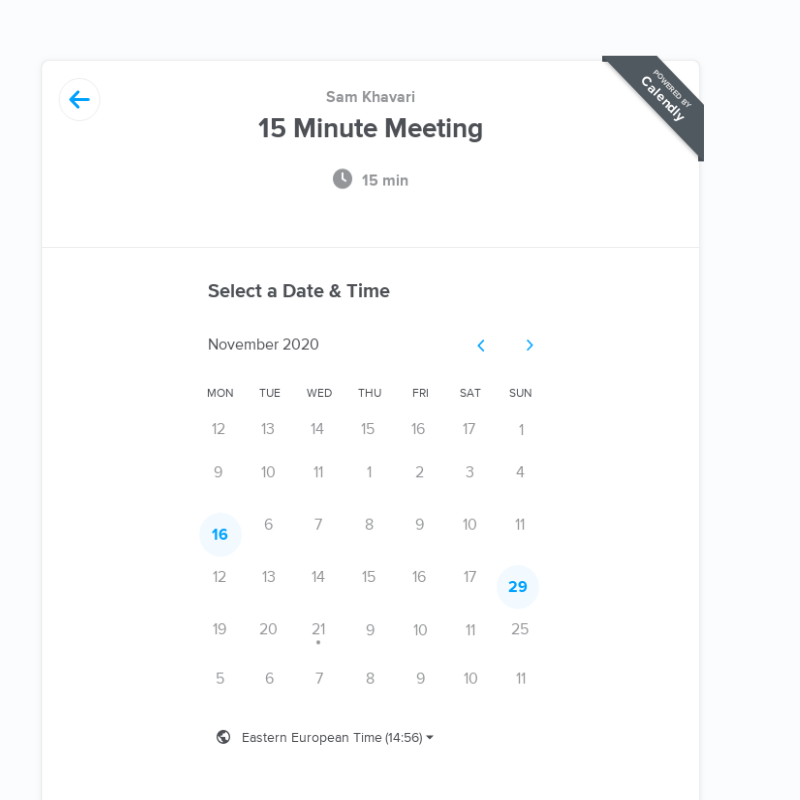 POWERED BY
Calendly
Sam Khavari
15 Minute Meeting
15 min
Select a Date & Time
November 2020
MON TUE WED THU FRI SAT SUN
12 13 14 15 16 17 1
9 10 11 1 2 3 4
16 6 7 8 9 10 11
12 13 14 15 16 17 29
19 20 21 9 10 11 25
5 6 7 8 9 10 11
Eastern European Time (14:56)